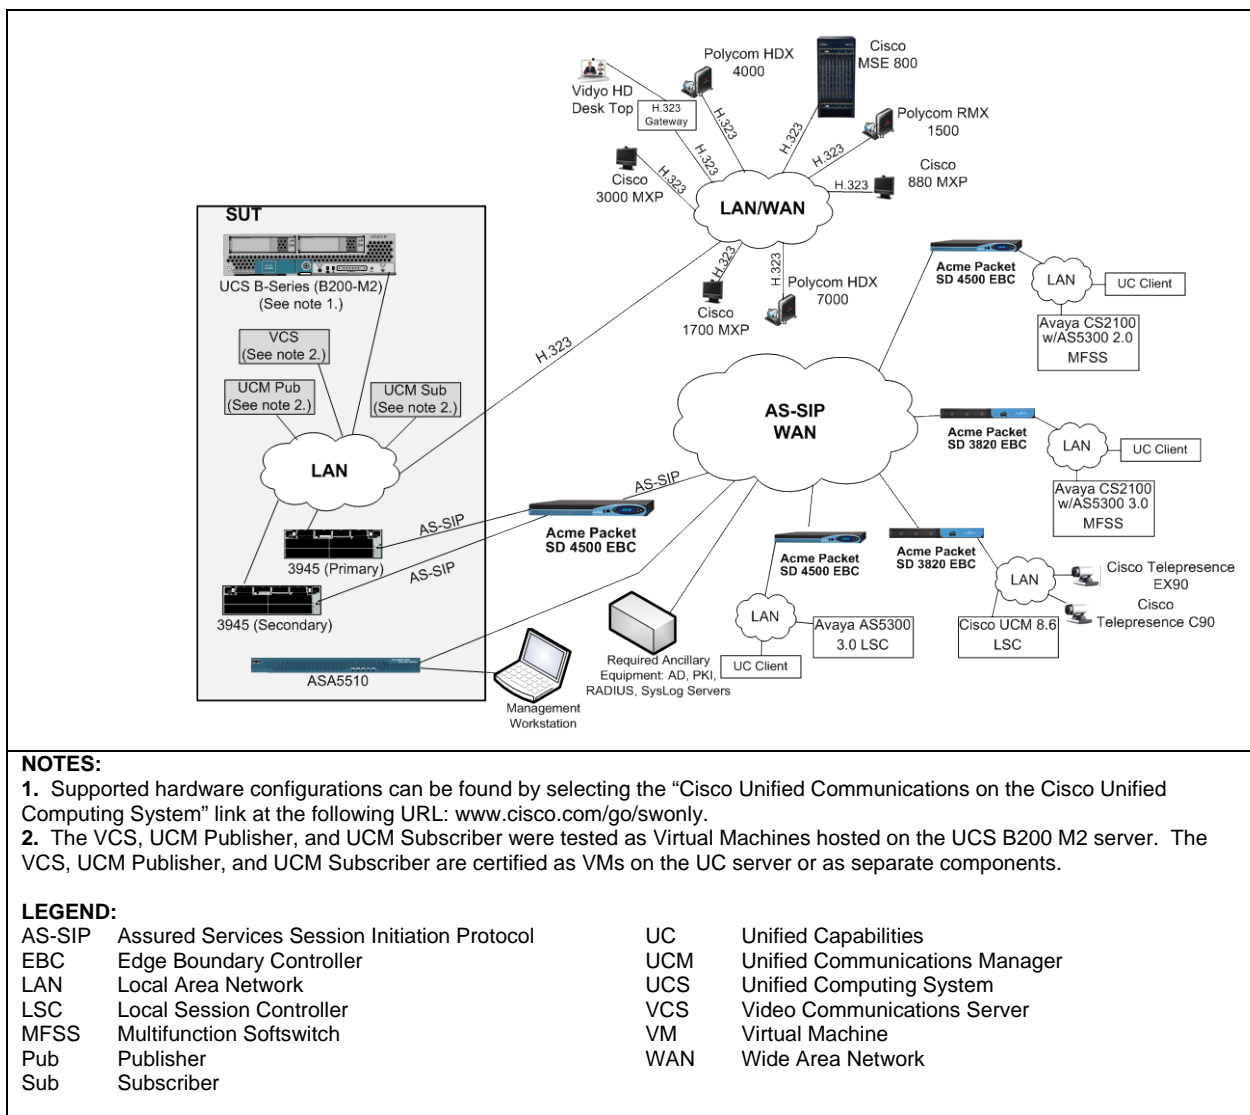 Vidyo HD
Desk Top
H.323
Gateway
Polycom HDX
4000
Cisco
MSE 800
Polycom RMX
1500
Cisco
880 MXP
Cisco
3000 MXP
H.323
H.323
H.323
H.323
H.323
H.323
LAN/WAN
H.323
H.323
Cisco
1700 MXP
Polycom HDX
7000
H.323
SUT
UCS B-Series (B200-M2)
(See note 1.)
VCS
(See note 2.)
UCM Pub
(See note 2.)
UCM Sub
(See note 2.)
LAN
3945 (Primary)
3945 (Secondary)
ASA5510
AS-SIP
AS-SIP
AS-SIP
Acme Packet
SD 4500 EBC
AS-SIP
WAN
Acme Packet
SD 4500 EBC
LAN
UC Client
Avaya CS2100
w/AS5300 2.0
MFSS
Acme Packet
SD 3820 EBC
LAN
UC Client
Avaya CS2100
w/AS5300 3.0
MFSS
Acme Packet
SD 4500 EBC
LAN
Avaya AS5300
3.0 LSC
UC Client
Acme Packet
SD 3820 EBC
LAN
Cisco UCM 8.6
LSC
Cisco Telepresence
EX90
Cisco
Telepresence C90
Required Ancillary
Equipment: AD, PKI,
RADIUS, SysLog Servers
Management
Workstation
NOTES:
1. Supported hardware configurations can be found by selecting the “Cisco Unified Communications on the Cisco Unified
Computing System” link at the following URL: www.cisco.com/go/swonly.
2. The VCS, UCM Publisher, and UCM Subscriber were tested as Virtual Machines hosted on the UCS B200 M2 server. The
VCS, UCM Publisher, and UCM Subscriber are certified as VMs on the UC server or as separate components.
LEGEND:
AS-SIP Assured Services Session Initiation Protocol
EBC Edge Boundary Controller
LAN Local Area Network
LSC Local Session Controller
MFSS Multifunction Softswitch
Pub Publisher
Sub Subscriber
UC Unified Capabilities
UCM Unified Communications Manager
UCS Unified Computing System
VCS Video Communications Server
VM Virtual Machine
WAN Wide Area Network